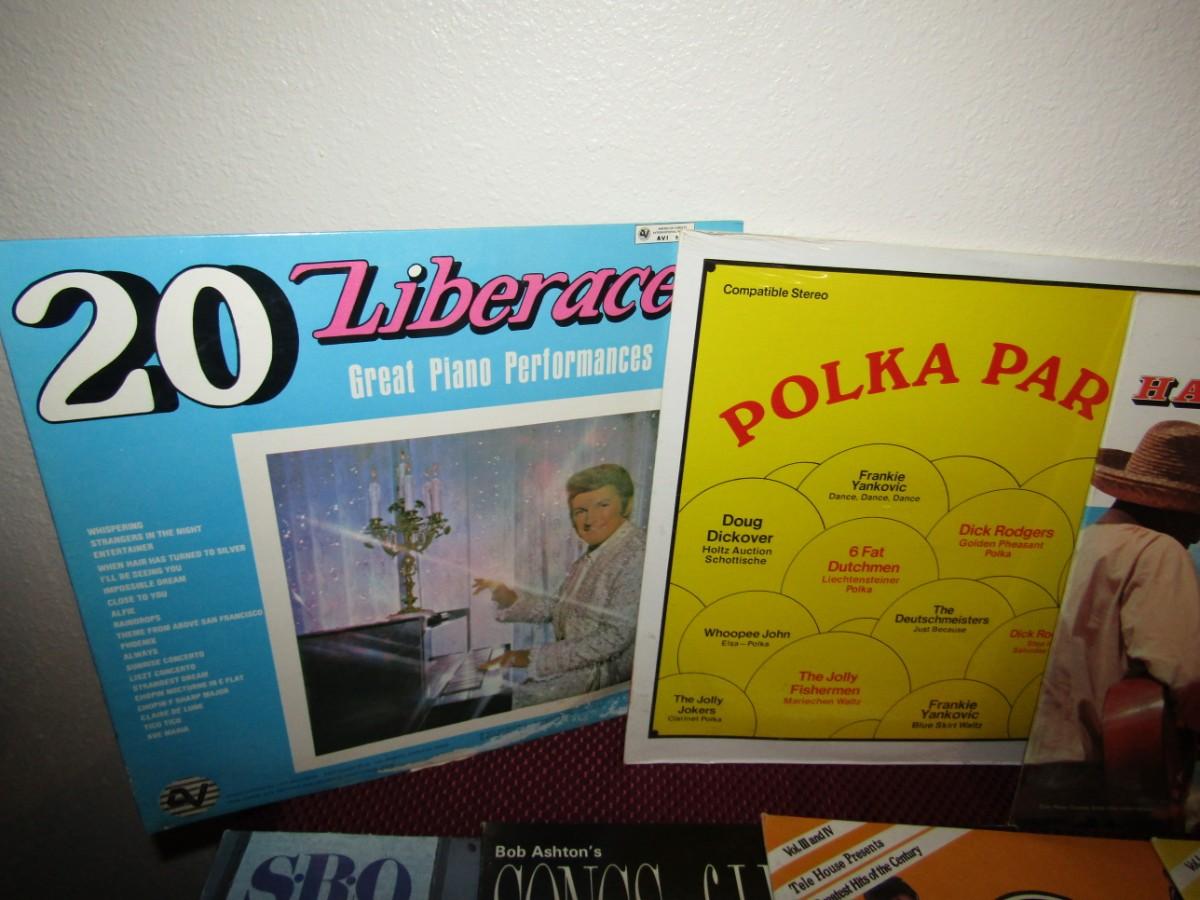 20 Liberace
Great Piano Performances
AVI
WHISPERING
STRANGERS IN THE NIGHT
ENTERTAINER
WHEN HAIR HAS TURNED TO SILVER
I'LL BE SEEING YOU
IMPOSSIBLE DREAM
CLOSE TO YOU
ALFIE
RAINDROPS
THEME FROM ABOVE SAN FRANCISCO
PHOENIX
ALWAYS
SUNRISE CONCERTO
LISZT CONCERTO
STRANGEST DREAM
CHOPIN NOCTURNE IN E FLAT
CHOPIN F SHARP MAJOR
CLAIRE DE LUNE
TICO TICO
AVE MARIA
Compatible Stereo
POLKA PAR
Frankie
Yankovic
Dance, Dance, Dance
Doug
Dickover
Holtz Auction
Schottische
Dick Rodgers
Golden Pheasant
Polka
6 Fat
Dutchmen
Liechtensteiner
Polka
The
Deutschmeisters
Just Because
Whoopee John
Elsa-Polka
Dick Ro
The Jolly
Fishermen
Mariechen Waltz
The Jolly
Jokers
Clarinet Polka
Frankie
Yankovic
Blue Skirt Waltz
HA
S·R·O
Bob Ashton's
SONGS of
Vol. III and IV
Tele House Presents
Greatest Hits of the Century